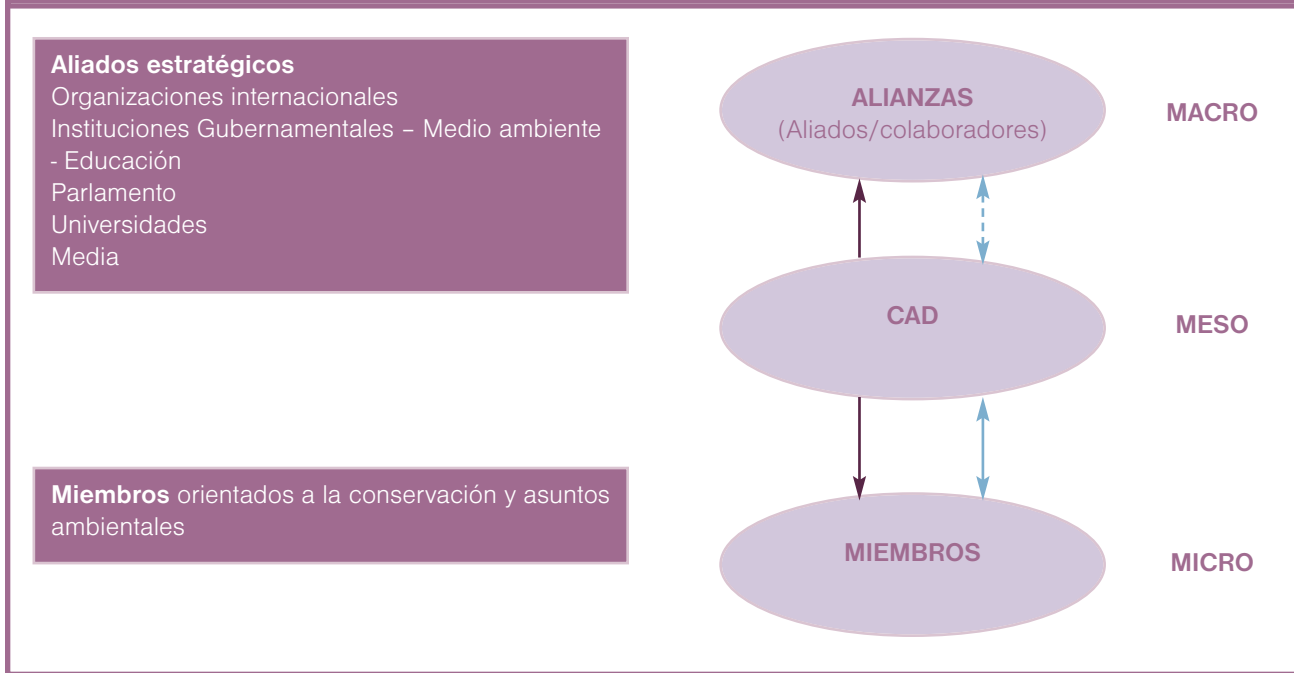 Aliados estratégicos
Organizaciones internacionales
Instituciones Gubernamentales – Medio ambiente
- Educación
Parlamento
Universidades
Media
ALIANZAS
(Aliados/colaboradores)
MACRO
CAD
MESO
Miembros orientados a la conservación y asuntos
ambientales
MIEMBROS
MICRO